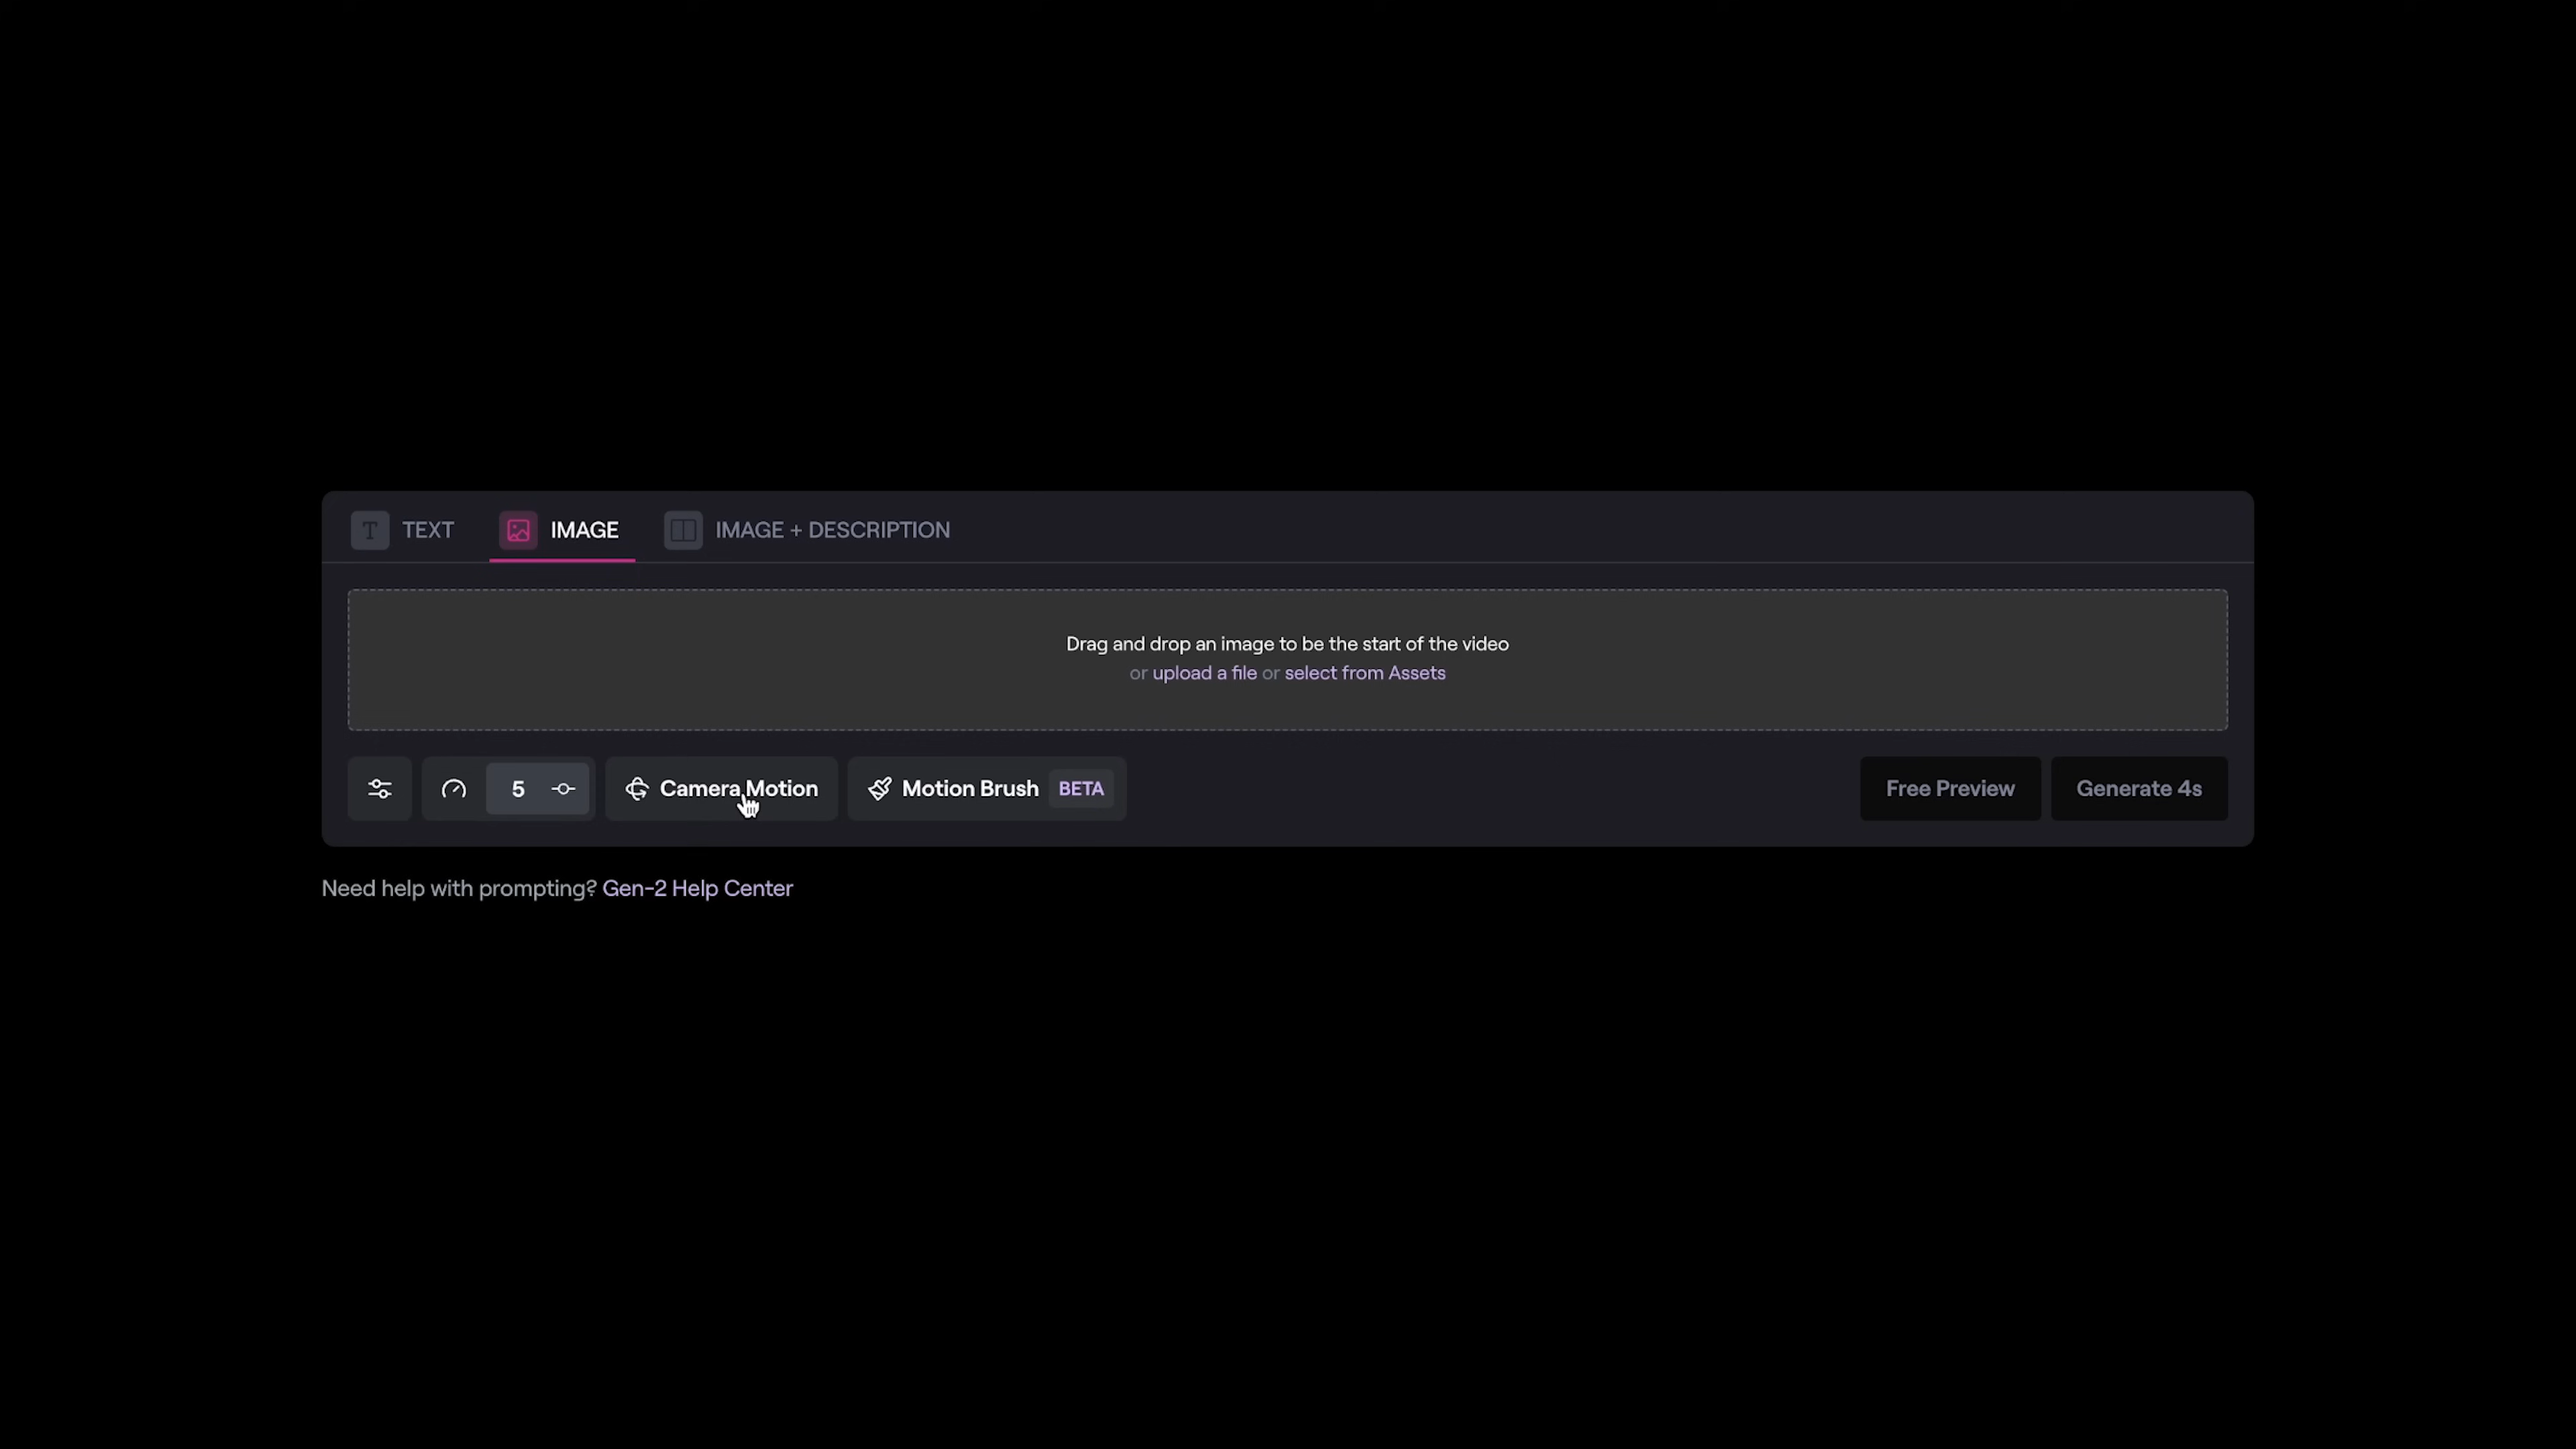 T TEXT IMAGE IMAGE + DESCRIPTION
Drag and drop an image to be the start of the video
or upload a file or select from Assets
5 Camera Motion Motion Brush BETA Free Preview Generate 4s
Need help with prompting? Gen-2 Help Center